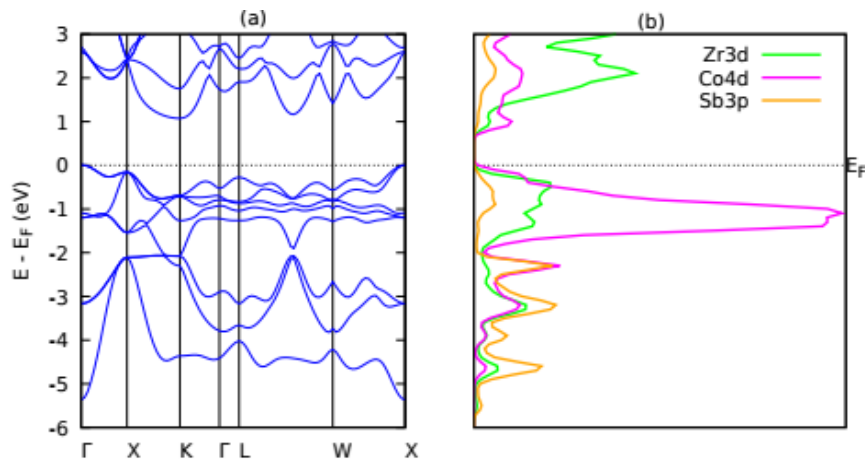 (a)
(b)
3
2
1
0
-1
-2
-3
-4
-5
-6
E - E_F (eV)
Γ X K Γ L W X
Zr3d
Co4d
Sb3p
E_F